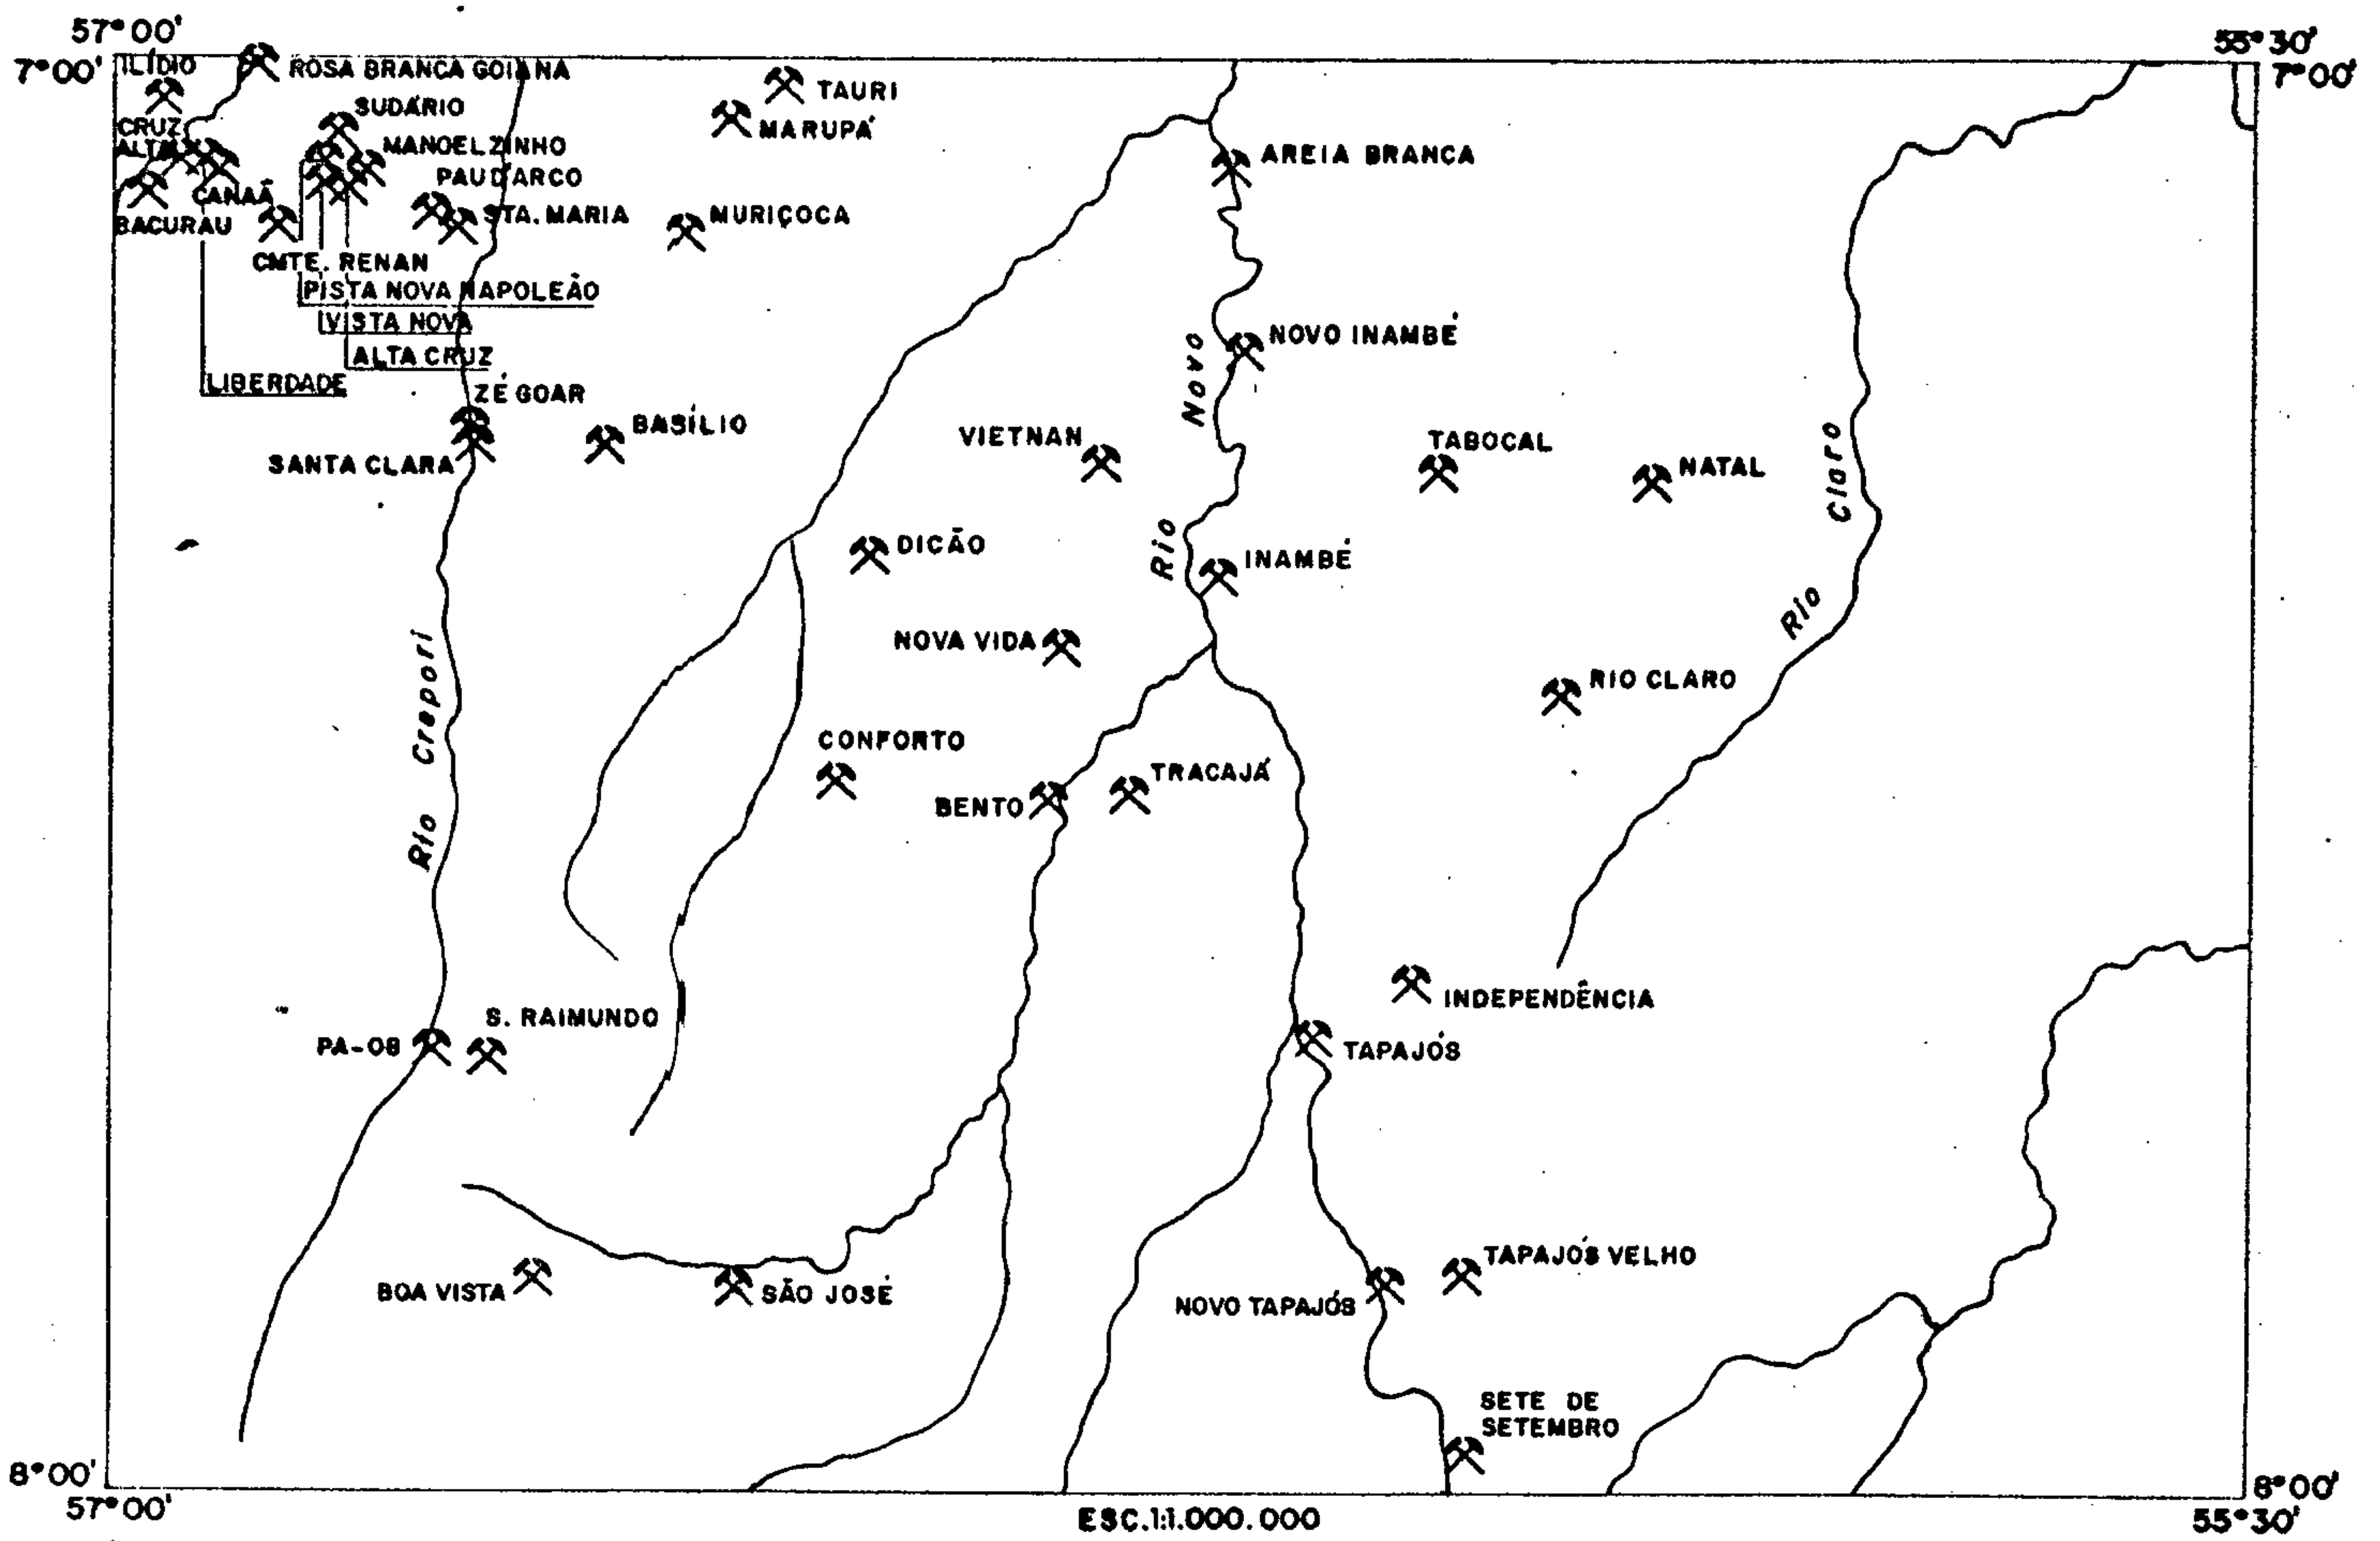 57°00'
55°30'
7°00'
7°00'
ILÍDIO
ROSA BRANCA GOIANA
SUDÁRIO
TAURI
MARUPÁ
CRUZ
ALTA
MANOELZINHO
AREIA BRANCA
PAU D'ARCO
CANAÃ
STA. MARIA
MURIÇOCA
BACURAU
CMTE. RENAN
PISTA NOVA NAPOLEÃO
VISTA NOVA
NOVO INAMBÉ
ALTA CRUZ
LIBERDADE
ZÉ GOAR
Rio Novo
BASÍLIO
VIETNAN
TABOCAL
SANTA CLARA
NATAL
Rio Claro
DICÃO
INAMBÉ
NOVA VIDA
Rio Crepori
RIO CLARO
CONFORTO
TRACAJÁ
BENTO
INDEPENDÊNCIA
S. RAIMUNDO
PA-08
TAPAJÓS
TAPAJÓS VELHO
BOA VISTA
SÃO JOSÉ
NOVO TAPAJÓS
SETE DE
SETEMBRO
8°00'
8°00'
57°00'
ESC.1:1.000.000
55°30'